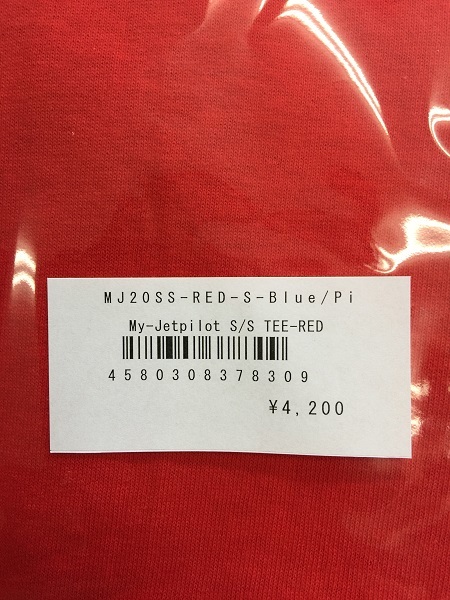 MJ20SS-RED-S-Blue/Pi
My-Jetpilot S/S TEE-RED
4580308378309
¥4,200